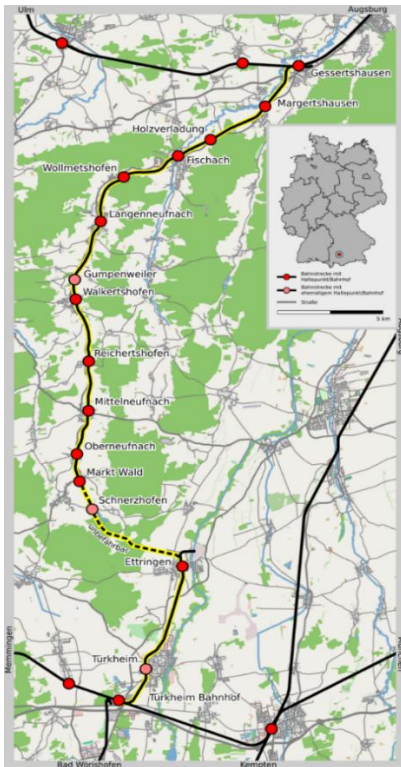 Ulm
Augsburg
Gessertshausen
Margertshausen
Holzverladung
Fischach
Wollmetshofen
Langenneufnach
Gumpenweiler
Walkertshofen
Bahnstrecke mit
Haltepunkt/Bahnhof
Bahnstrecke mit
ehemaligem Haltepunkt/Bahnhof
Straße
5 km
Reichertshofen
Mittelneufnach
Oberneufnach
Markt Wald
Schnerzhofen
unbefahrbar
Ettringen
Türkheim
Memmingen
Türkheim Bahnhof
Bad Wörishofen
Kempten